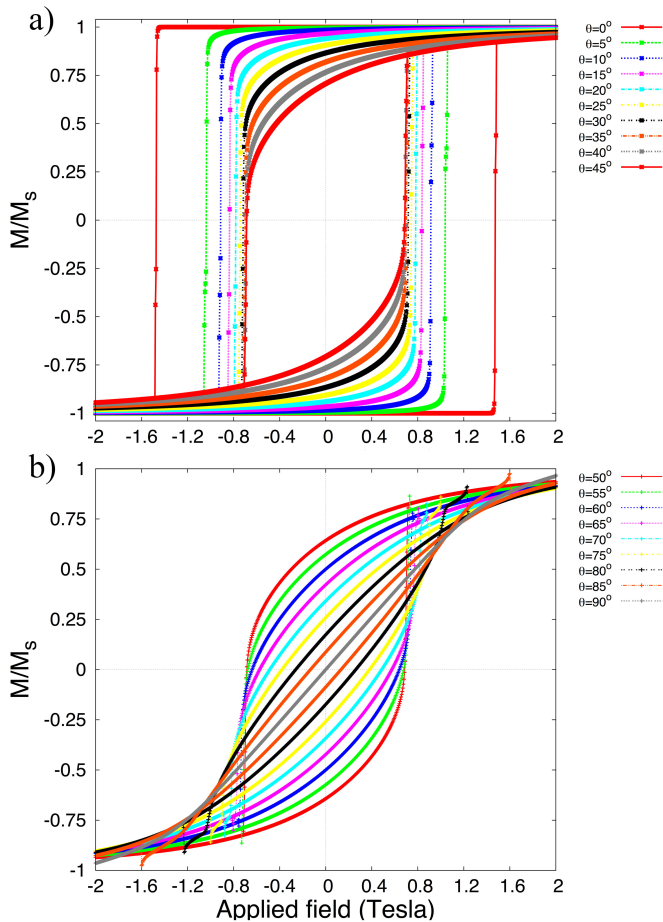 a)
M/Ms
1
0.75
0.5
0.25
0
-0.25
-0.5
-0.75
-1
-2 -1.6 -1.2 -0.8 -0.4 0 0.4 0.8 1.2 1.6 2
θ=0°
θ=5°
θ=10°
θ=15°
θ=20°
θ=25°
θ=30°
θ=35°
θ=40°
θ=45°
b)
M/Ms
1
0.75
0.5
0.25
0
-0.25
-0.5
-0.75
-1
-2 -1.6 -1.2 -0.8 -0.4 0 0.4 0.8 1.2 1.6 2
Applied field (Tesla)
θ=50°
θ=55°
θ=60°
θ=65°
θ=70°
θ=75°
θ=80°
θ=85°
θ=90°